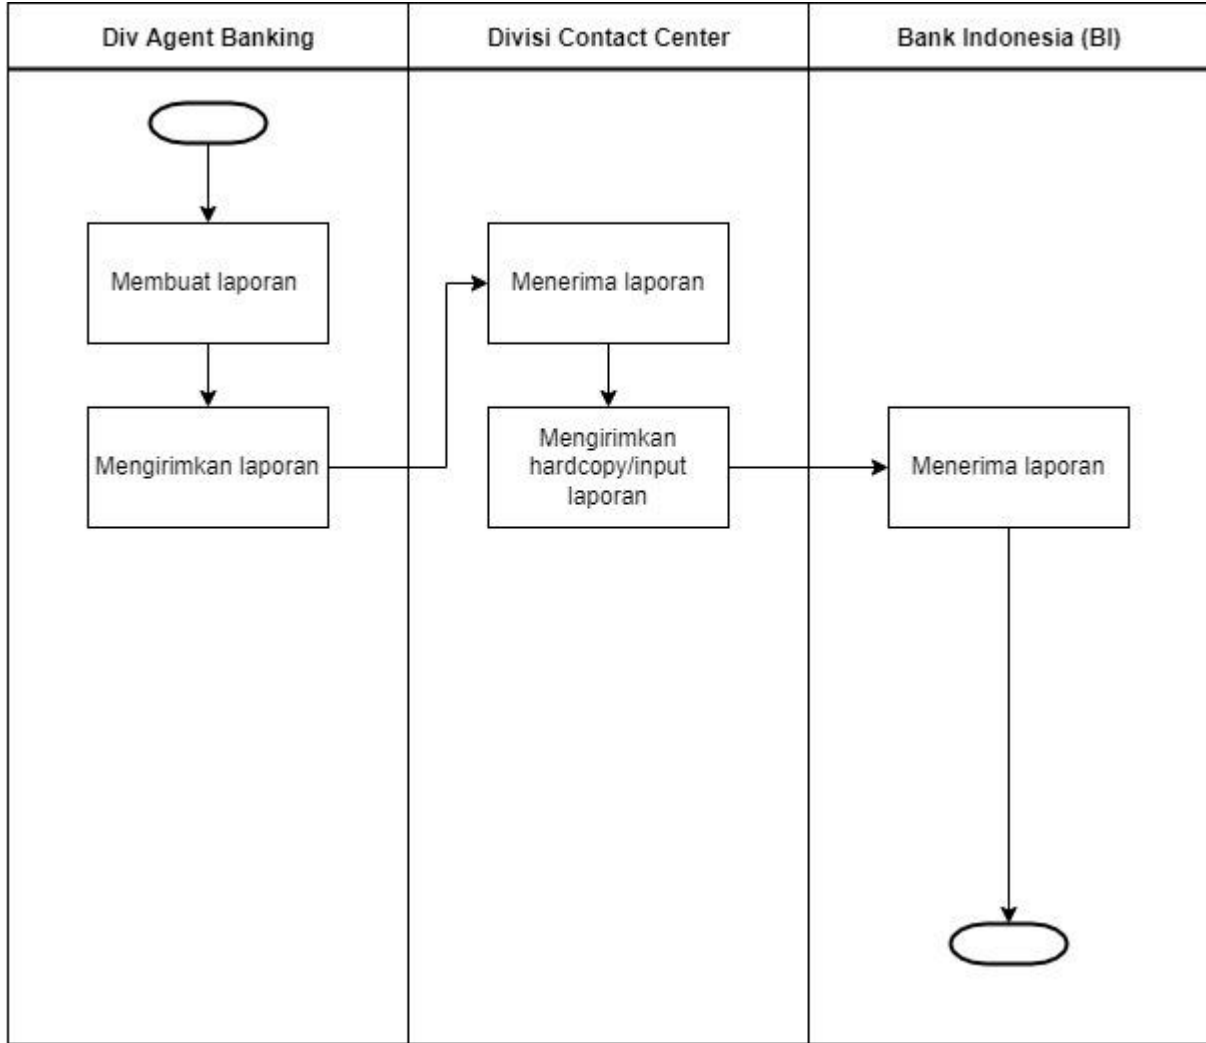 Div Agent Banking
Divisi Contact Center
Bank Indonesia (BI)
Membuat laporan
Menerima laporan
Mengirimkan laporan
Mengirimkan
hardcopy/input
laporan
Menerima laporan